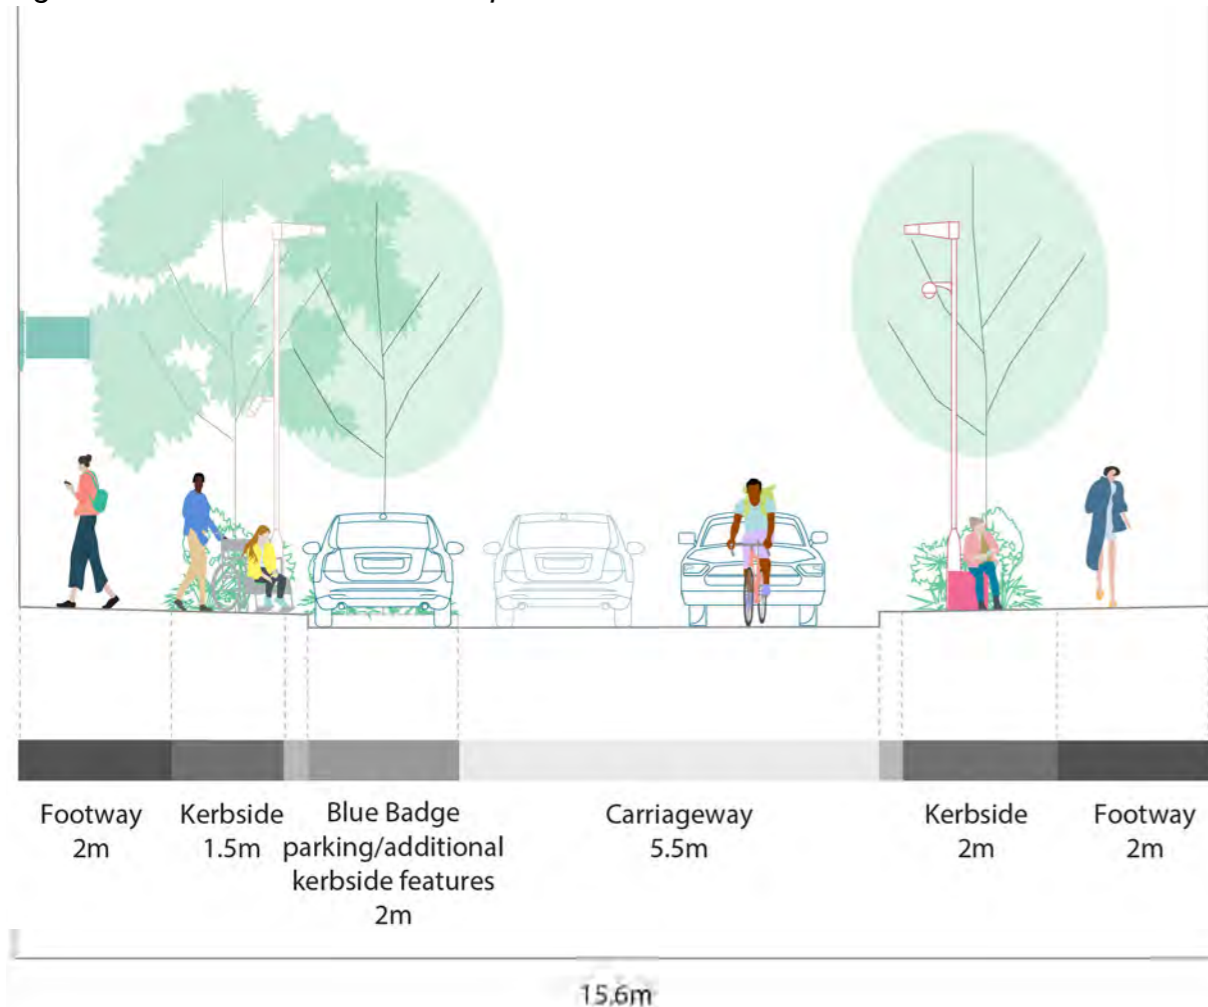 Footway
2m
Kerbside
1.5m
Blue Badge
parking/additional
kerbside features
2m
Carriageway
5.5m
Kerbside
2m
Footway
2m
15.6m